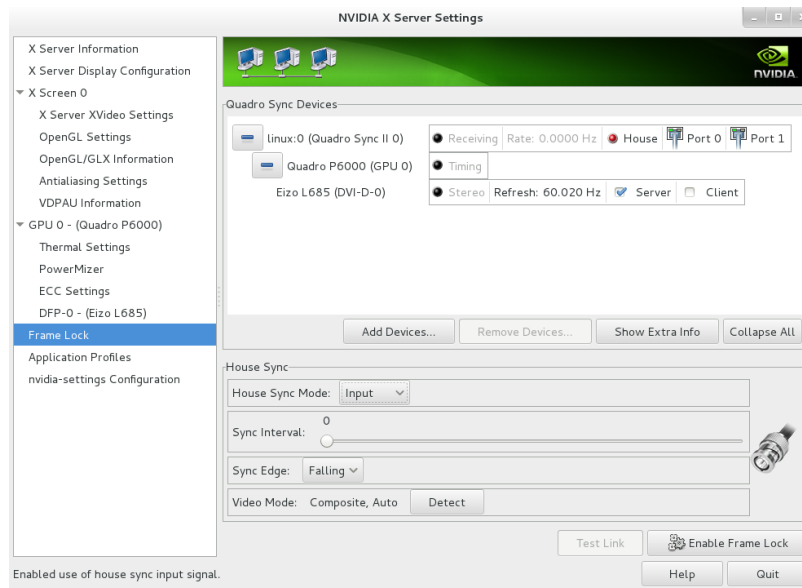 NVIDIA X Server Settings
X Server Information
X Server Display Configuration
X Screen 0
X Server XVideo Settings
OpenGL Settings
OpenGL/GLX Information
Antialiasing Settings
VDPAU Information
GPU 0 - (Quadro P6000)
Thermal Settings
PowerMizer
ECC Settings
DFP-0 - (Eizo L685)
Frame Lock
Application Profiles
nvidia-settings Configuration
NVIDIA.
Quadro Sync Devices
linux:0 (Quadro Sync II 0) Receiving Rate: 0.0000 Hz House Port 0 Port 1
Quadro P6000 (GPU 0) Timing
Eizo L685 (DVI-D-0) Stereo Refresh: 60.020 Hz Server Client
Add Devices... Remove Devices... Show Extra Info Collapse All
House Sync
House Sync Mode: Input
0
Sync Interval:
Sync Edge: Falling
Video Mode: Composite, Auto Detect
Test Link Enable Frame Lock
Enabled use of house sync input signal. Help Quit